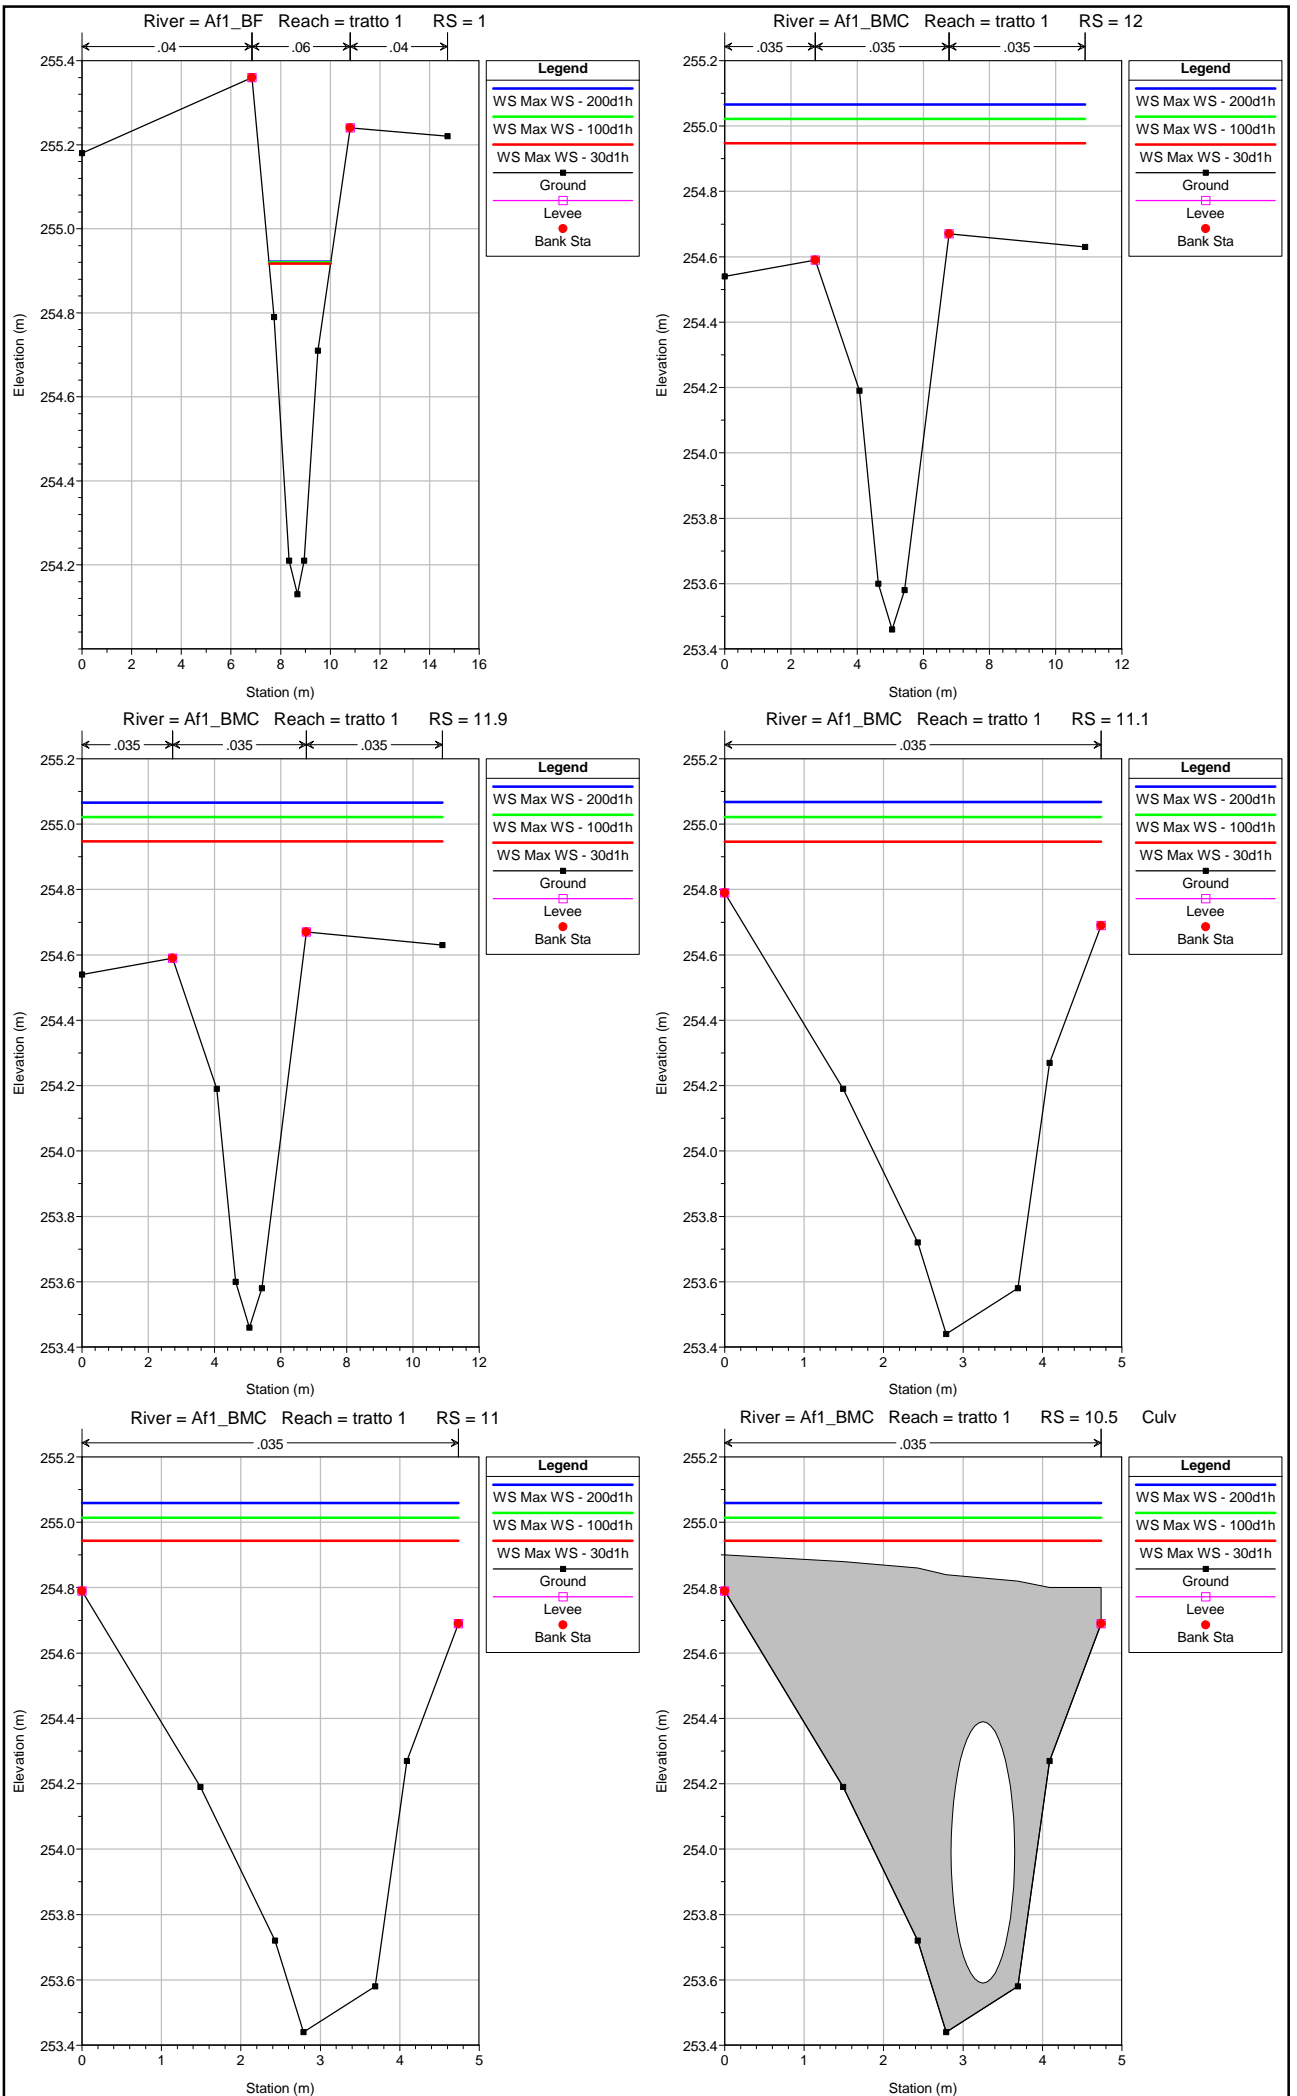 River = Af1_BF Reach = tratto 1 RS = 1
.04 .06 .04
255.4
255.2
255.0
254.8
254.6
254.4
254.2
0 2 4 6 8 10 12 14 16
Station (m)
Elevation (m)
Legend
WS Max WS - 200d1h
WS Max WS - 100d1h
WS Max WS - 30d1h
Ground
Levee
Bank Sta
River = Af1_BMC Reach = tratto 1 RS = 12
.035 .035 .035
255.2
255.0
254.8
254.6
254.4
254.2
254.0
253.8
253.6
253.4
0 2 4 6 8 10 12
Station (m)
Elevation (m)
Legend
WS Max WS - 200d1h
WS Max WS - 100d1h
WS Max WS - 30d1h
Ground
Levee
Bank Sta
River = Af1_BMC Reach = tratto 1 RS = 11.9
.035 .035 .035
255.2
255.0
254.8
254.6
254.4
254.2
254.0
253.8
253.6
253.4
0 2 4 6 8 10 12
Station (m)
Elevation (m)
Legend
WS Max WS - 200d1h
WS Max WS - 100d1h
WS Max WS - 30d1h
Ground
Levee
Bank Sta
River = Af1_BMC Reach = tratto 1 RS = 11.1
.035
255.2
255.0
254.8
254.6
254.4
254.2
254.0
253.8
253.6
253.4
0 1 2 3 4 5
Station (m)
Elevation (m)
Legend
WS Max WS - 200d1h
WS Max WS - 100d1h
WS Max WS - 30d1h
Ground
Levee
Bank Sta
River = Af1_BMC Reach = tratto 1 RS = 11
.035
255.2
255.0
254.8
254.6
254.4
254.2
254.0
253.8
253.6
253.4
0 1 2 3 4 5
Station (m)
Elevation (m)
Legend
WS Max WS - 200d1h
WS Max WS - 100d1h
WS Max WS - 30d1h
Ground
Levee
Bank Sta
River = Af1_BMC Reach = tratto 1 RS = 10.5 Culv
.035
255.2
255.0
254.8
254.6
254.4
254.2
254.0
253.8
253.6
253.4
0 1 2 3 4 5
Station (m)
Elevation (m)
Legend
WS Max WS - 200d1h
WS Max WS - 100d1h
WS Max WS - 30d1h
Ground
Levee
Bank Sta